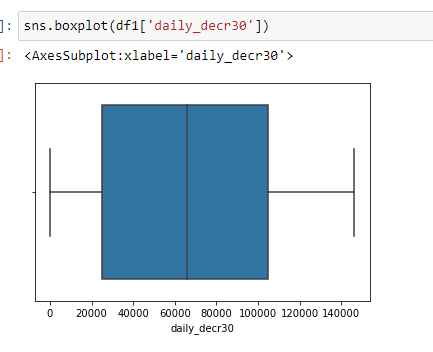 ]: sns.boxplot(df1['daily_decr30'])
]: <AxesSubplot:xlabel='daily_decr30'>
0 20000 40000 60000 80000 100000 120000 140000
daily_decr30